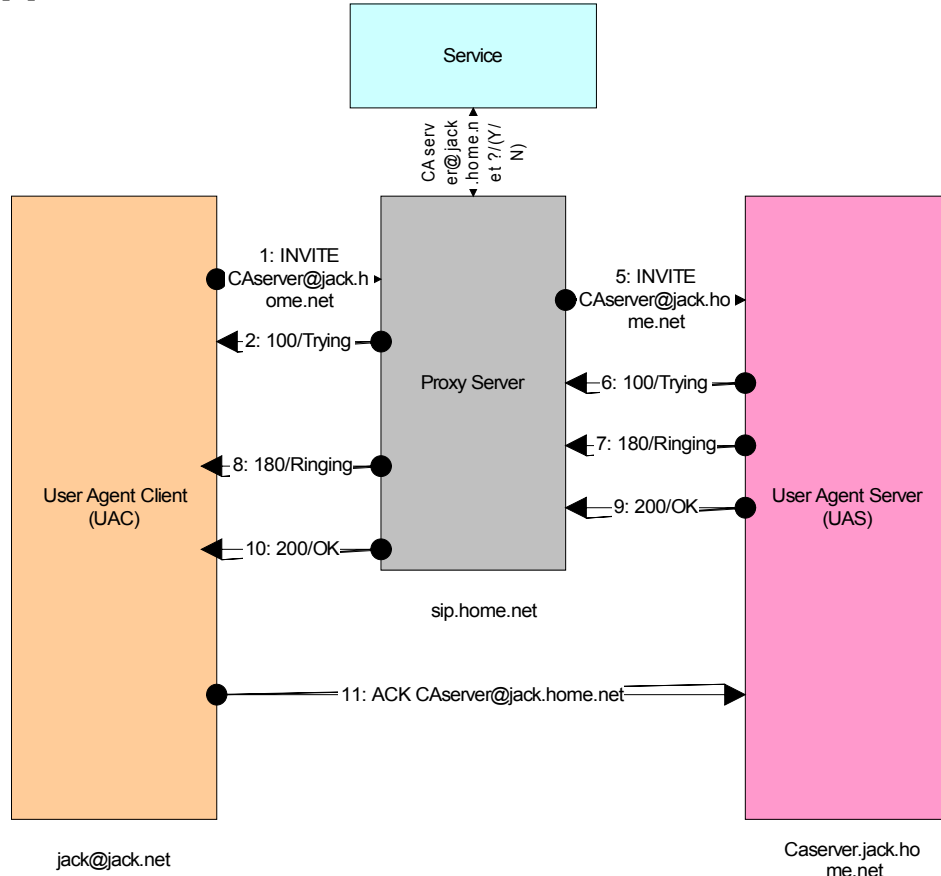 Service
CAserv
er@jack
.home.n
et ?/(Y/
N)
1: INVITE
CAserver@jack.h
ome.net
5: INVITE
CAserver@jack.ho
me.net
2: 100/Trying
Proxy Server
6: 100/Trying
7: 180/Ringing
8: 180/Ringing
User Agent Client
(UAC)
9: 200/OK
User Agent Server
(UAS)
10: 200/OK
sip.home.net
11: ACK CAserver@jack.home.net
jack@jack.net
Caserver.jack.ho
me.net